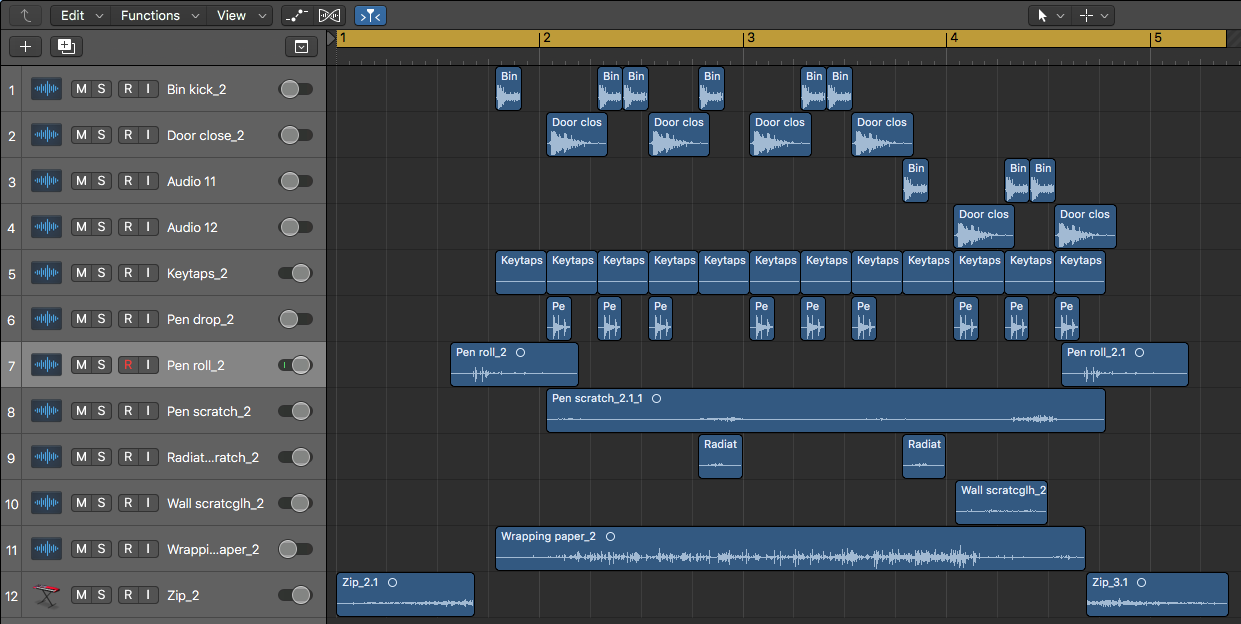 Edit Functions View
1 2 3 4 5
1 M S R I Bin kick_2 Bin Bin Bin Bin Bin Bin
2 M S R I Door close_2 Door clos Door clos Door clos Door clos
3 M S R I Audio 11 Bin Bin Bin
4 M S R I Audio 12 Door clos Door clos
5 M S R I Keytaps_2 Keytaps Keytaps Keytaps Keytaps Keytaps Keytaps Keytaps Keytaps Keytaps Keytaps Keytaps Keytaps
6 M S R I Pen drop_2 Pe Pe Pe Pe Pe Pe Pe Pe Pe
7 M S R I Pen roll_2 Pen roll_2 Pen roll_2.1
8 M S R I Pen scratch_2 Pen scratch_2.1_1
9 M S R I Radiat...ratch_2 Radiat Radiat
10 M S R I Wall scratcglh_2 Wall scratcglh_2
11 M S R I Wrappi...aper_2 Wrapping paper_2
12 M S R I Zip_2 Zip_2.1 Zip_3.1